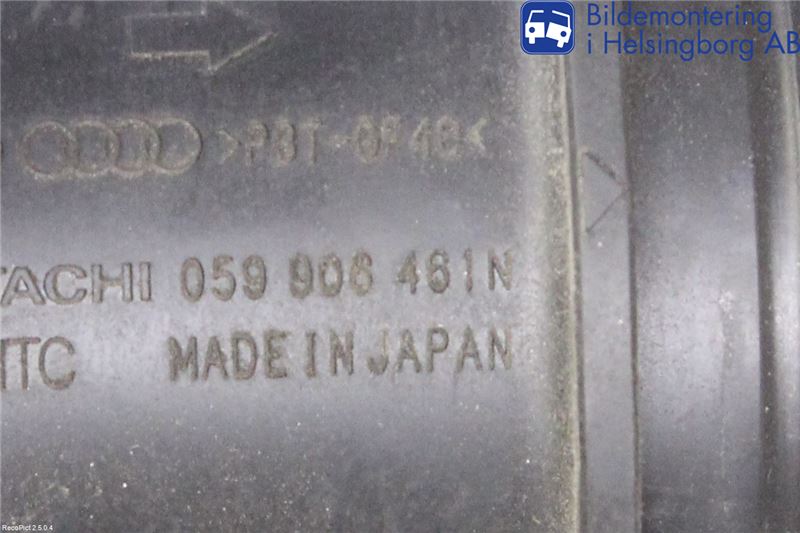 Bildemontering
i Helsingborg AB
>PBT-GF40<
TACHI 059 906 461N
ITC MADE IN JAPAN
RecoPict 2.5.0.4